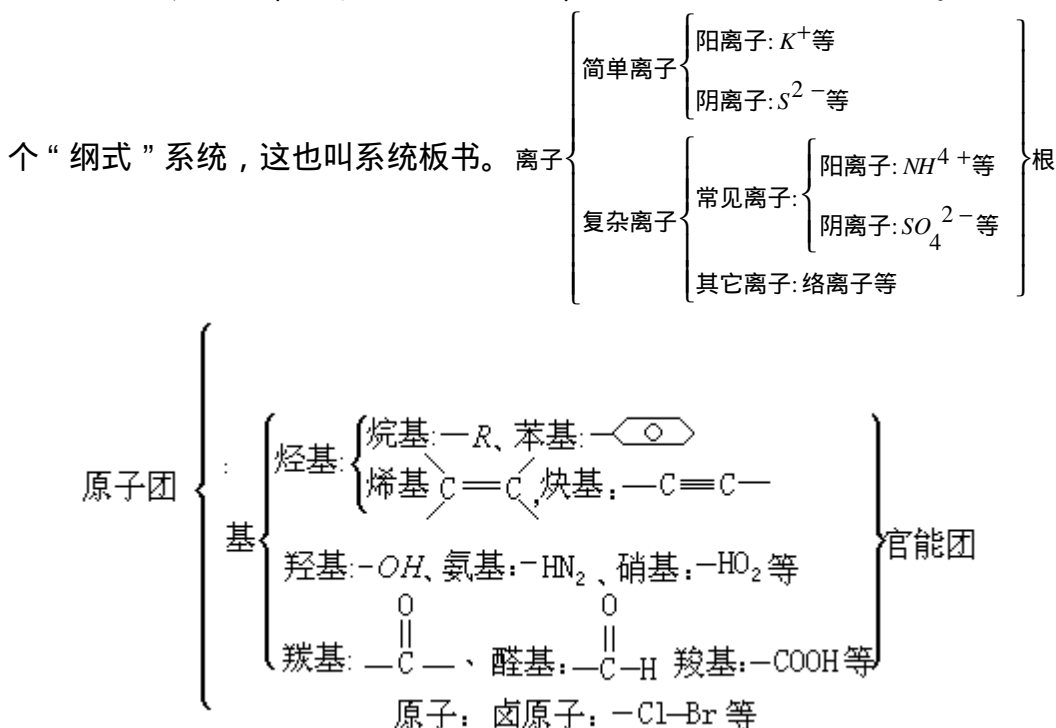 阳离子: K⁺等
简单离子
阴离子: S²⁻等
个“纲式”系统,这也叫系统板书。离子
阳离子: NH⁴⁺等
根
常见离子:
阴离子: SO₄²⁻等
复杂离子
其它离子: 络离子等
烷基:—R、苯基:—
烃基:
:
烯基 C==C,炔基:—C≡C—
原子团
基
官能团
羟基:-OH、氨基:-HN₂、硝基:-HO₂等
O O
|| ||
羰基: —C—、醛基:—C—H 羧基:—COOH等
原子:卤原子:-Cl-Br 等